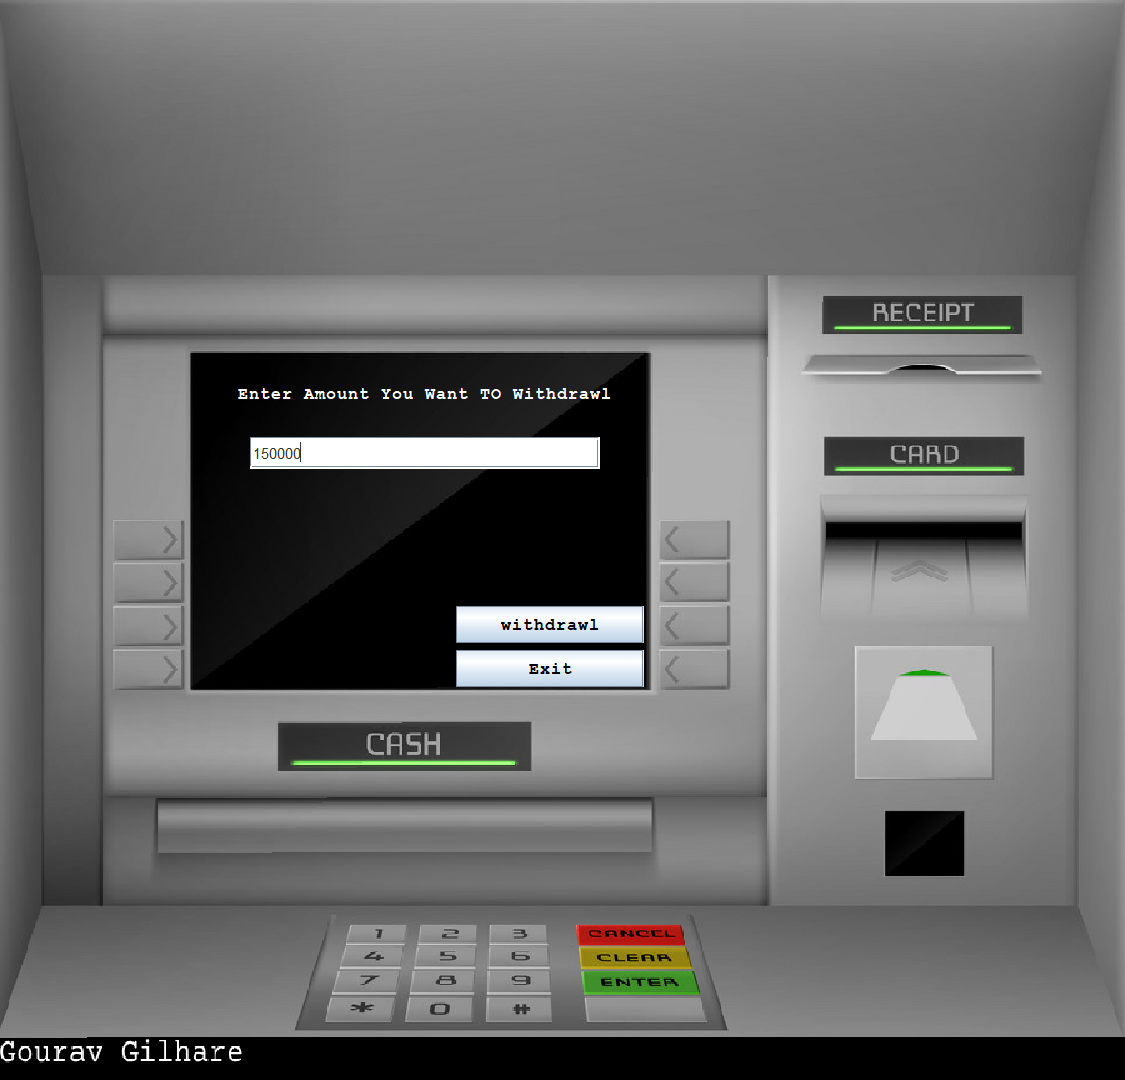 RECEIPT
Enter Amount You Want TO Withdrawl
150000
CARD
withdrawl
Exit
CASH
1 2 3 CANCEL
4 5 6 CLEAR
7 8 9 ENTER
* 0 #
Gourav Gilhare